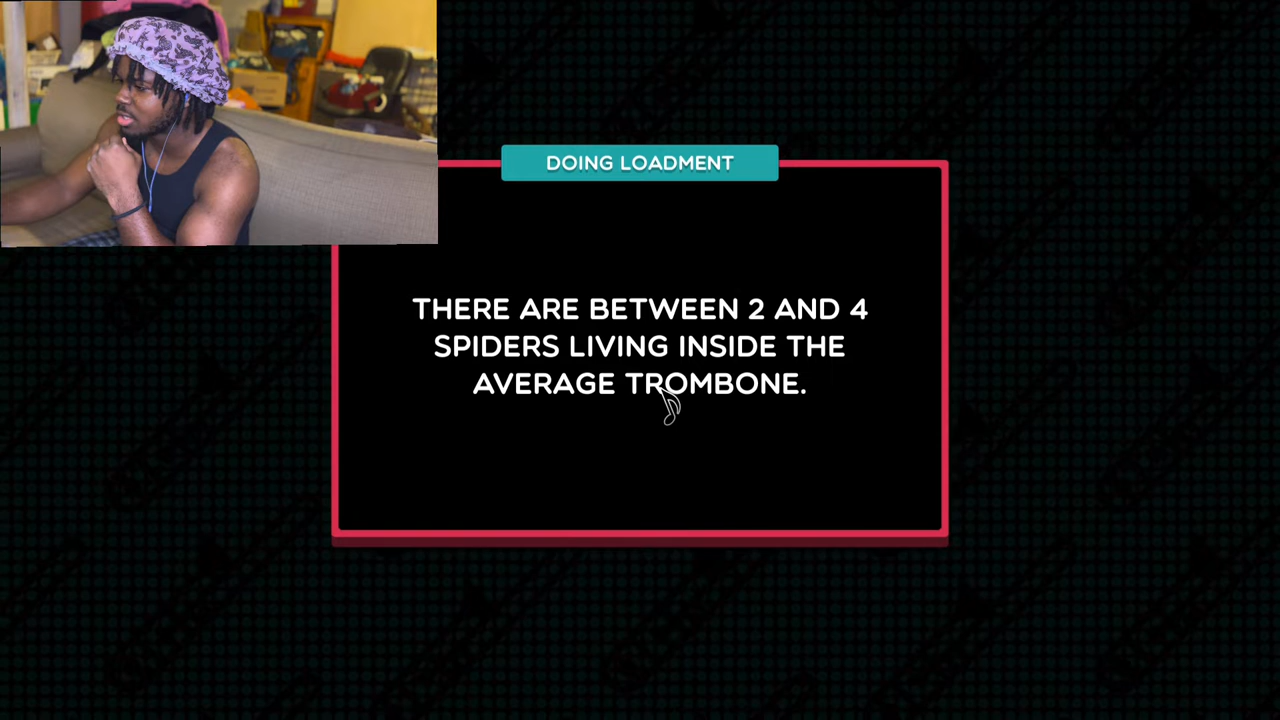 DOING LOADMENT
THERE ARE BETWEEN 2 AND 4
SPIDERS LIVING INSIDE THE
AVERAGE TROMBONE.